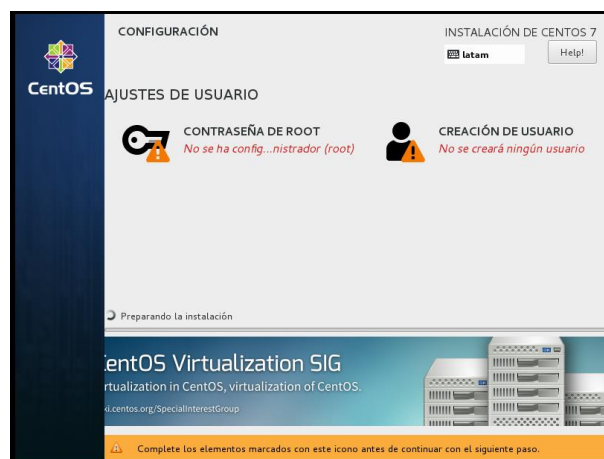 CONFIGURACIÓN
INSTALACIÓN DE CENTOS 7
latam
Help!
CentOS
AJUSTES DE USUARIO
CONTRASEÑA DE ROOT
No se ha config...nistrador (root)
CREACIÓN DE USUARIO
No se creará ningún usuario
Preparando la instalación
entOS Virtualization SIG
rtualization in CentOS, virtualization of CentOS.
ki.centos.org/SpecialInterestGroup
Complete los elementos marcados con este icono antes de continuar con el siguiente paso.